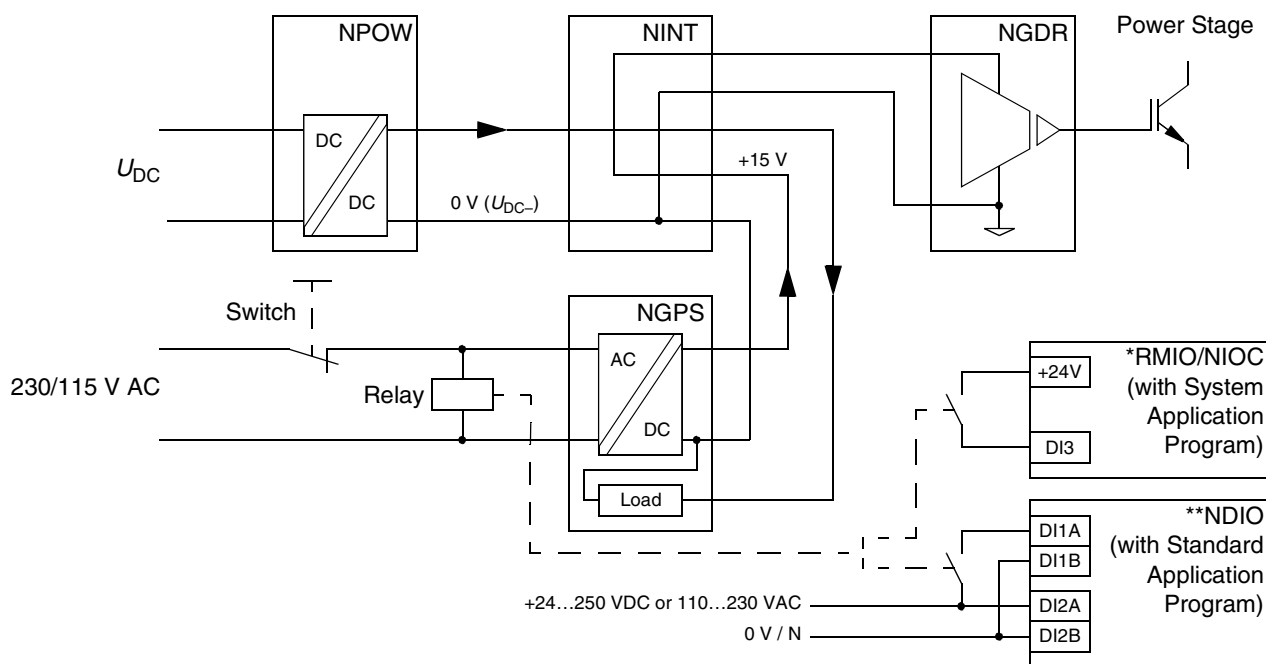 NPOW
NINT
NGDR
Power Stage
DC
DC
U_DC
+15 V
0 V (U_DC–)
Switch
NGPS
230/115 V AC
Relay
AC
DC
Load
*RMIO/NIOC
(with System
Application
Program)
+24V
DI3
**NDIO
(with Standard
Application
Program)
DI1A
DI1B
DI2A
DI2B
+24...250 VDC or 110...230 VAC
0 V / N